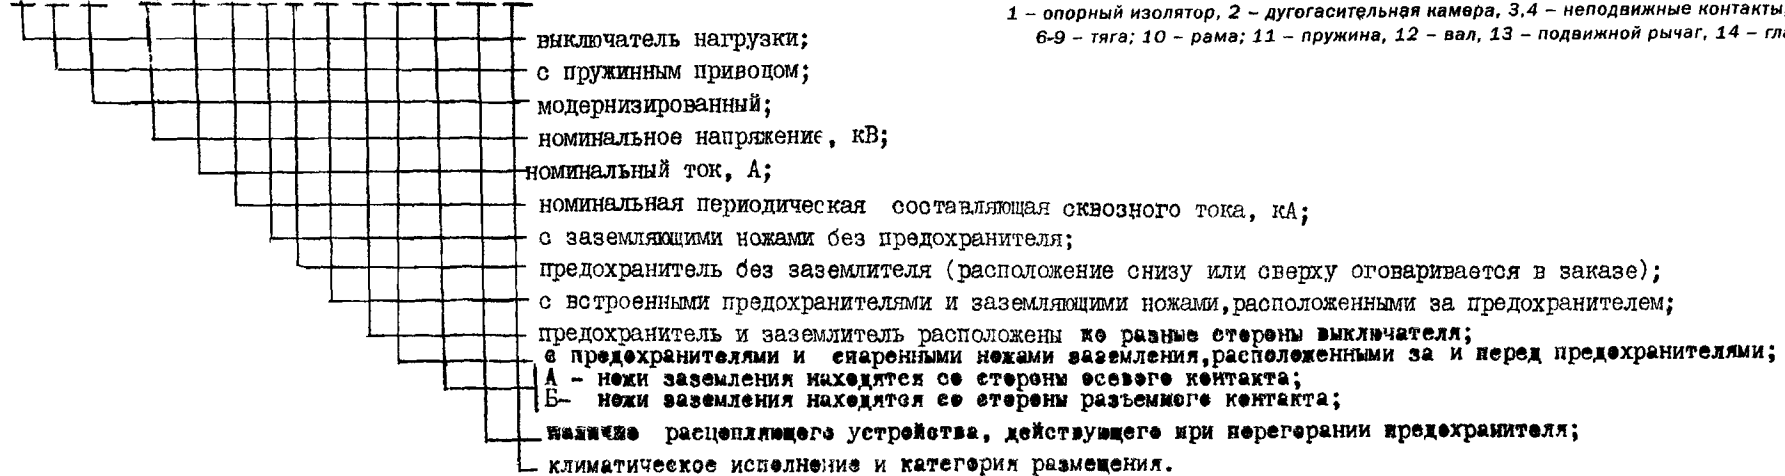 1 – опорный изолятор, 2 – дугогасительная камера, 3,4 – неподвижные контакты,
6-9 – тяга; 10 – рама; 11 – пружина, 12 – вал, 13 – подвижной рычаг, 14 – гла
выключатель нагрузки;
с пружинным приводом;
модернизированный;
номинальное напряжение, кВ;
номинальный ток, А;
номинальная периодическая составляющая сквозного тока, кА;
с заземляющими ножами без предохранителя;
предохранитель без заземлителя (расположение снизу или сверху оговаривается в заказе);
с встроенными предохранителями и заземляющими ножами,расположенными за предохранителем;
предохранитель и заземлитель расположены по разные стороны выключателя;
с предохранителями и спаренными ножами заземления,расположенными за и перед предохранителями;
А – ножи заземления находятся со стороны осевого контакта;
Б– ножи заземления находятся со стороны разъемного контакта;
наличие расцепляющего устройства, действующего при перегорании предохранителя;
климатическое исполнение и категория размещения.